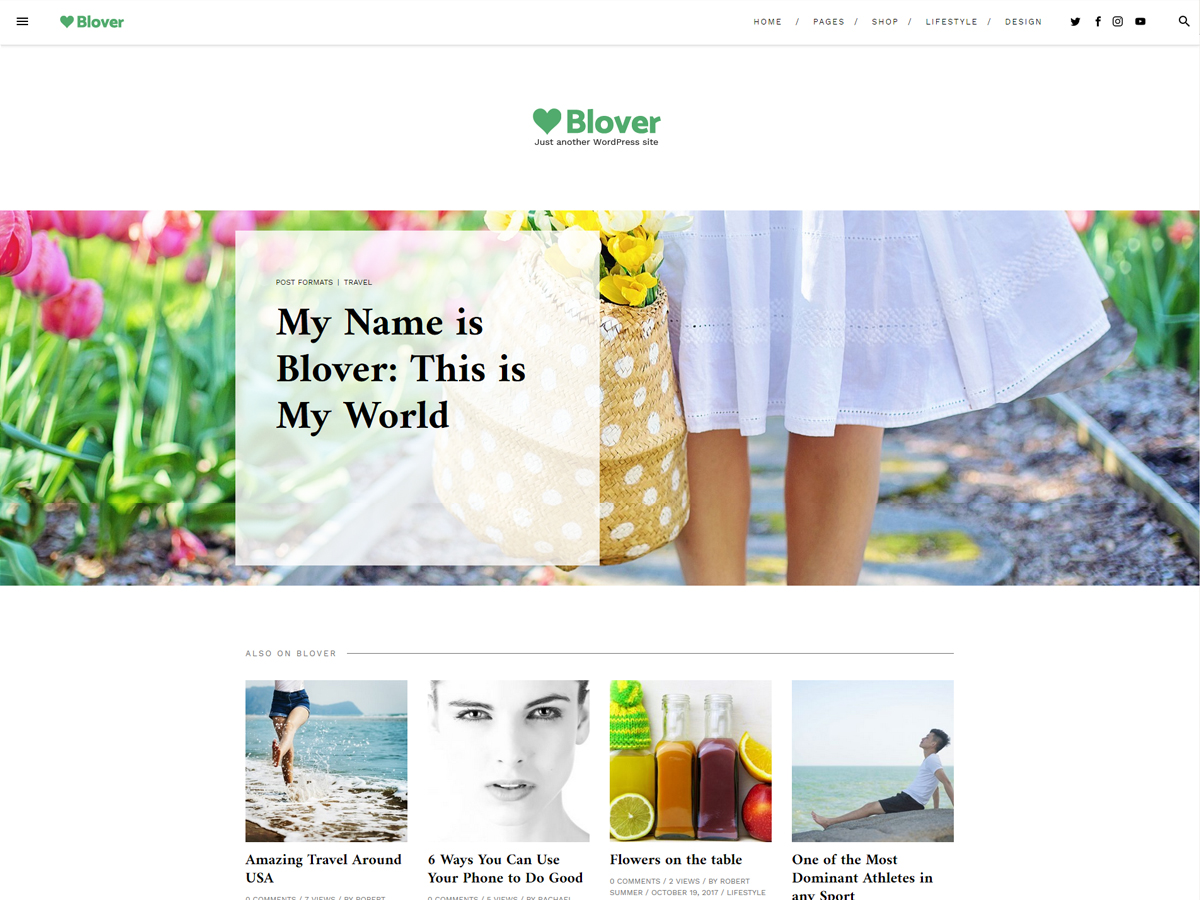 Blover
HOME / PAGES / SHOP / LIFESTYLE / DESIGN
Blover
Just another WordPress site
POST FORMATS | TRAVEL
My Name is
Blover: This is
My World
ALSO ON BLOVER
Amazing Travel Around
USA
0 COMMENTS / 7 VIEWS / BY ROBERT
6 Ways You Can Use
Your Phone to Do Good
0 COMMENTS / 5 VIEWS / BY RACHAEL
Flowers on the table
0 COMMENTS / 2 VIEWS / BY ROBERT
SUMMER / OCTOBER 19, 2017 / LIFESTYLE
One of the Most
Dominant Athletes in
any Sport